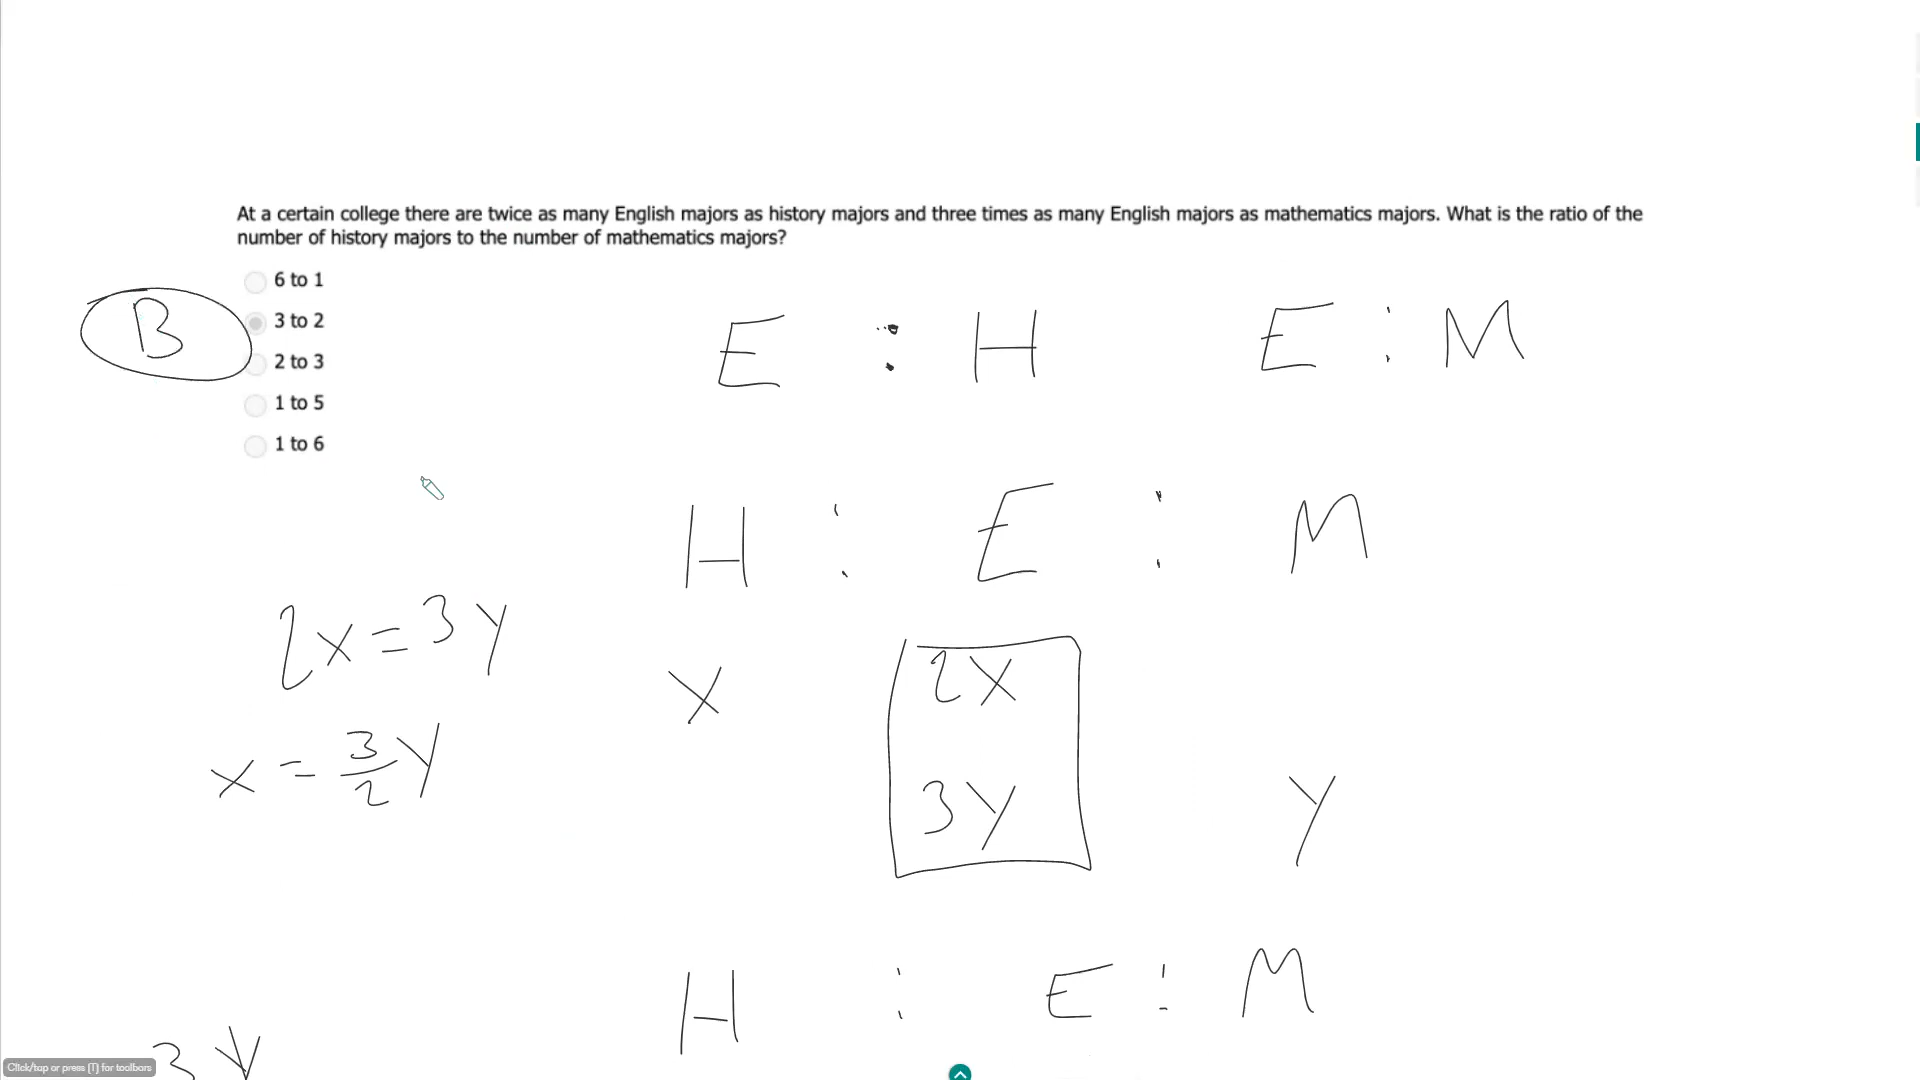 At a certain college there are twice as many English majors as history majors and three times as many English majors as mathematics majors. What is the ratio of the
number of history majors to the number of mathematics majors?
6 to 1
B
3 to 2
2 to 3
1 to 5
1 to 6
E : H
E : M
H : E : M
2x = 3y
x
2x
x = 3/2 y
3y
y
H : E : M
3y
Click/tap or press [T] for toolbars